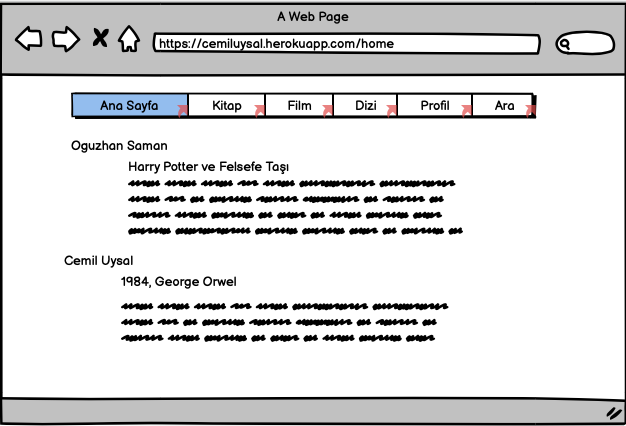 A Web Page
https://cemiluysal.herokuapp.com/home
Ana Sayfa Kitap Film Dizi Profil Ara
Oguzhan Saman
Harry Potter ve Felsefe Taşı
Cemil Uysal
1984, George Orwel